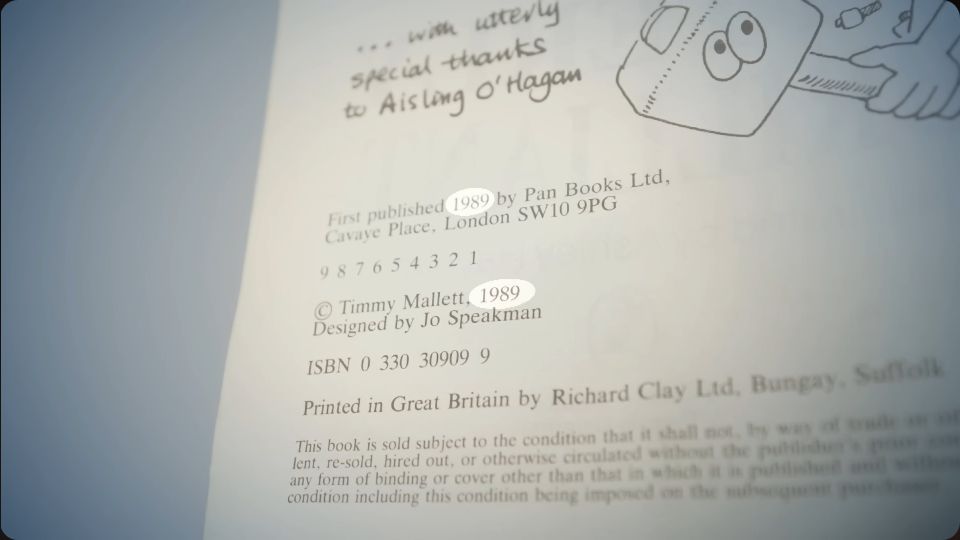 ... with utterly
special thanks
to Aisling O'Hagan
First published 1989 by Pan Books Ltd,
Cavaye Place, London SW10 9PG
9 8 7 6 5 4 3 2 1
© Timmy Mallett, 1989
Designed by Jo Speakman
ISBN 0 330 30909 9
Printed in Great Britain by Richard Clay Ltd, Bungay, Suffolk
This book is sold subject to the condition that it shall not, by way of trade or
lent, re-sold, hired out, or otherwise circulated without the publisher's prior
any form of binding or cover other than that in which it is published and
condition including this condition being imposed on the subsequent purchaser